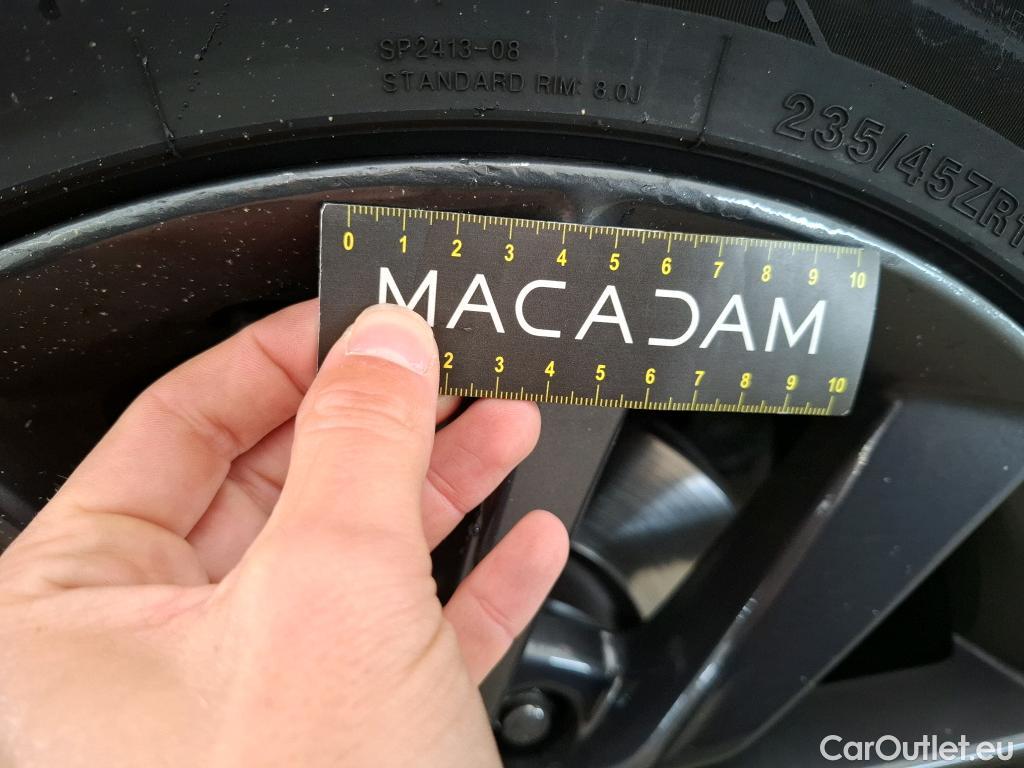 SP2413-08
STANDARD RIM: 8.0J
235/45ZR1
0 1 2 3 4 5 6 7 8 9 10
MACADAM
2 3 4 5 6 7 8 9 10
CarOutlet.eu